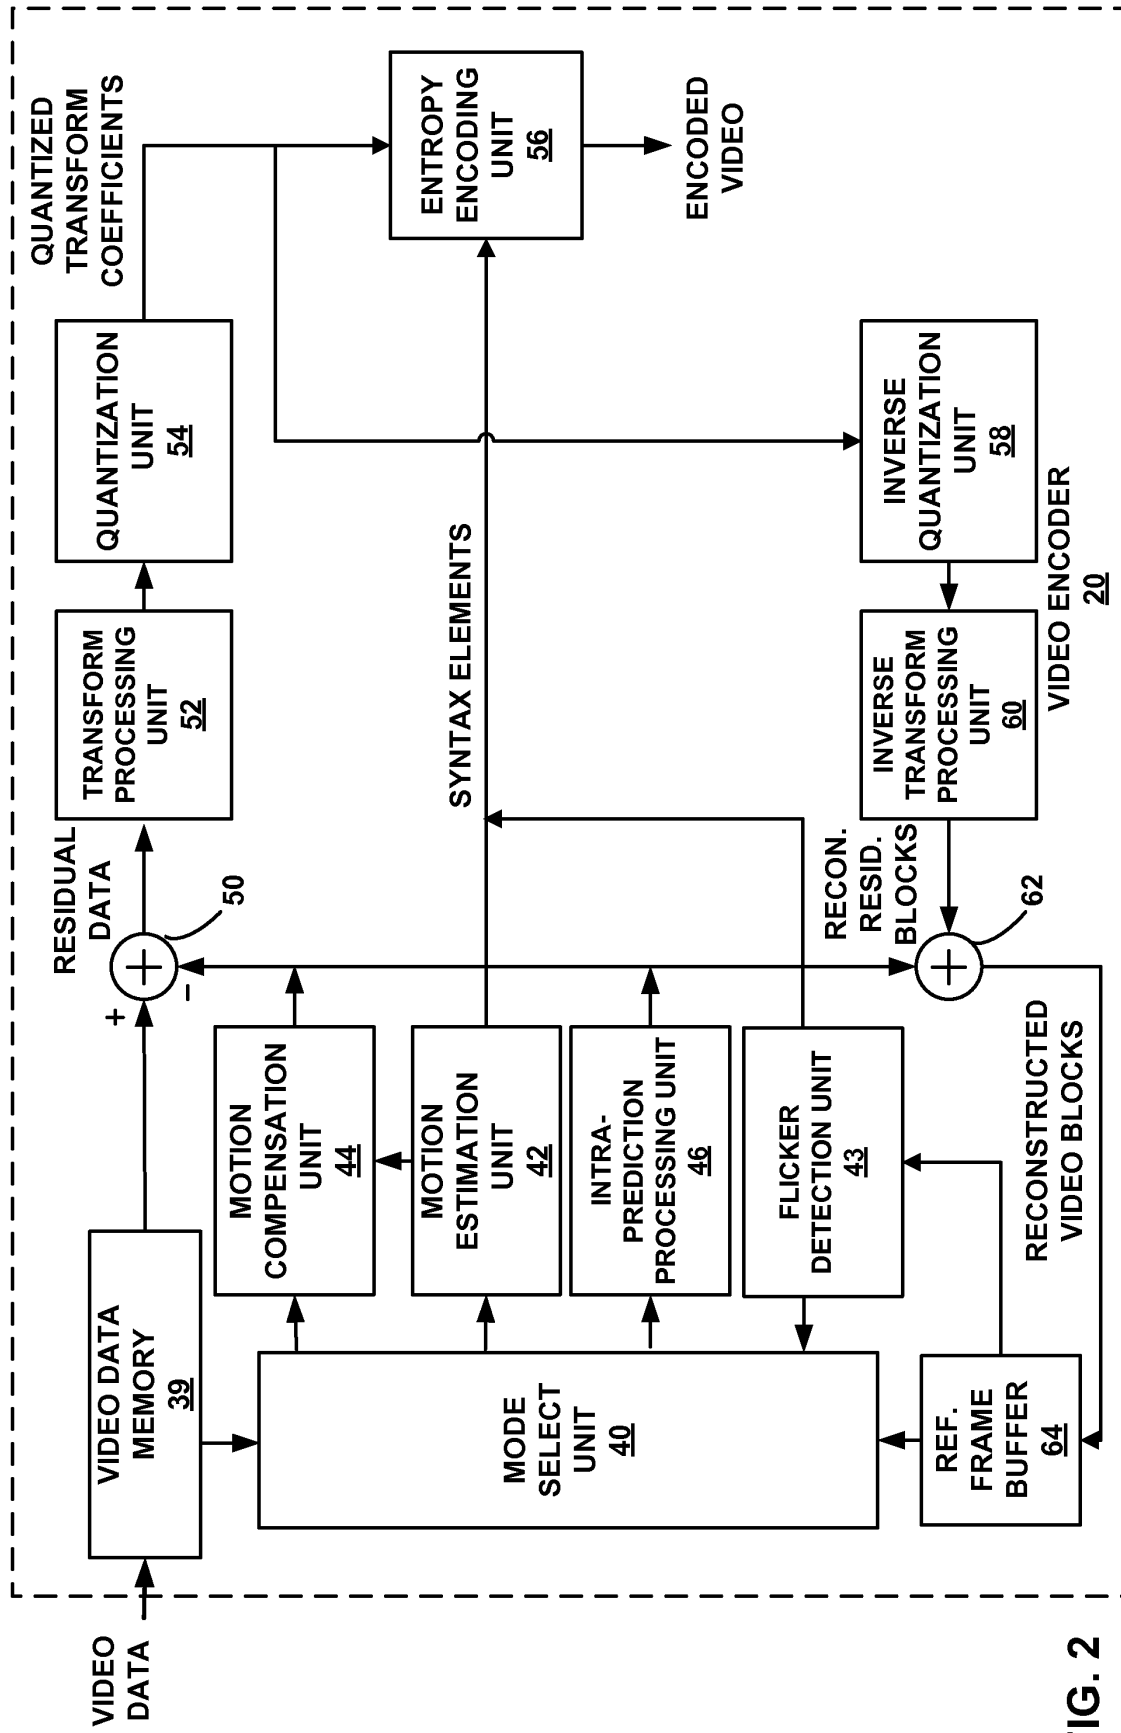 VIDEO
DATA
VIDEO DATA
MEMORY
39
+
−
50
RESIDUAL
DATA
TRANSFORM
PROCESSING
UNIT
52
QUANTIZATION
UNIT
54
QUANTIZED
TRANSFORM
COEFFICIENTS
MODE
SELECT
UNIT
40
MOTION
COMPENSATION
UNIT
44
MOTION
ESTIMATION
UNIT
42
INTRA-
PREDICTION
PROCESSING UNIT
46
FLICKER
DETECTION UNIT
43
SYNTAX ELEMENTS
ENTROPY
ENCODING
UNIT
56
ENCODED
VIDEO
REF.
FRAME
BUFFER
64
RECONSTRUCTED
VIDEO BLOCKS
62
RECON.
RESID.
BLOCKS
INVERSE
TRANSFORM
PROCESSING
UNIT
60
INVERSE
QUANTIZATION
UNIT
58
VIDEO ENCODER
20
IG. 2